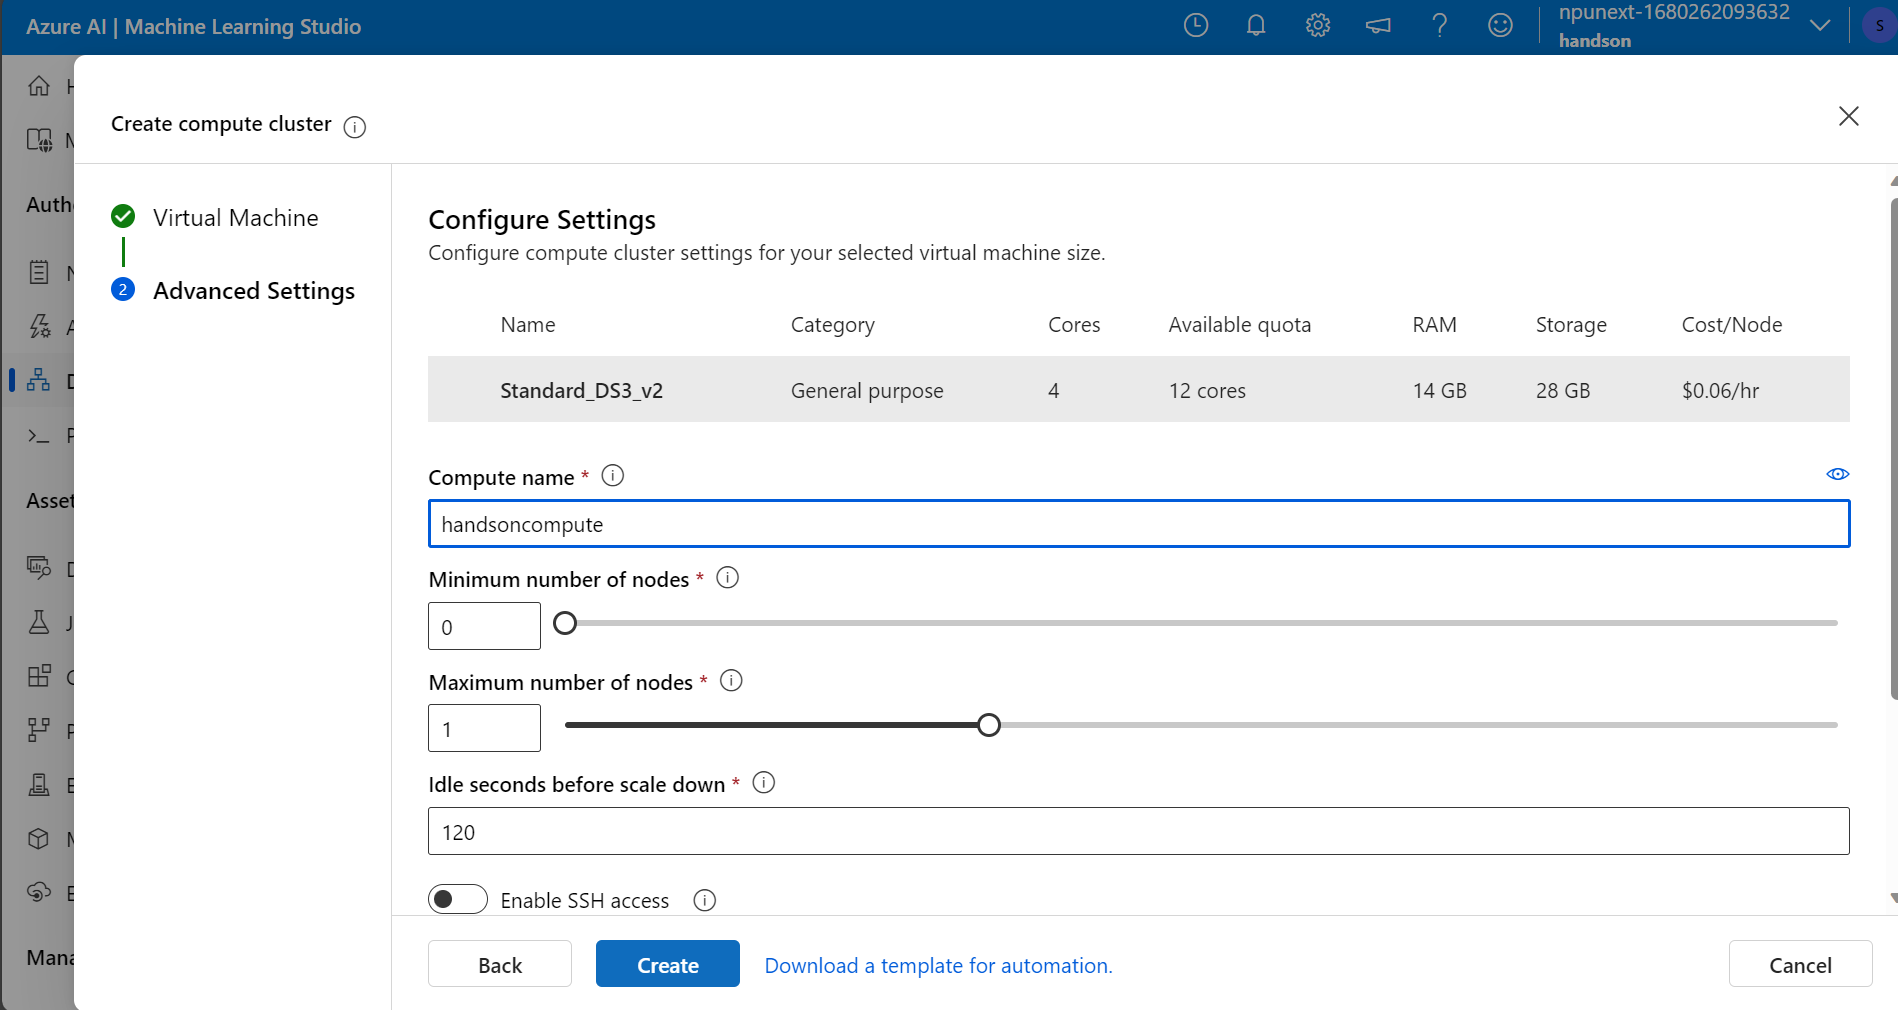 Azure AI | Machine Learning Studio
npunext-1680262093632
handson
S
Create compute cluster
Virtual Machine
2 Advanced Settings
Configure Settings
Configure compute cluster settings for your selected virtual machine size.
Name Category Cores Available quota RAM Storage Cost/Node
Standard_DS3_v2 General purpose 4 12 cores 14 GB 28 GB $0.06/hr
Compute name *
handsoncompute
Minimum number of nodes *
0
Maximum number of nodes *
1
Idle seconds before scale down *
120
Enable SSH access
Back Create Download a template for automation. Cancel